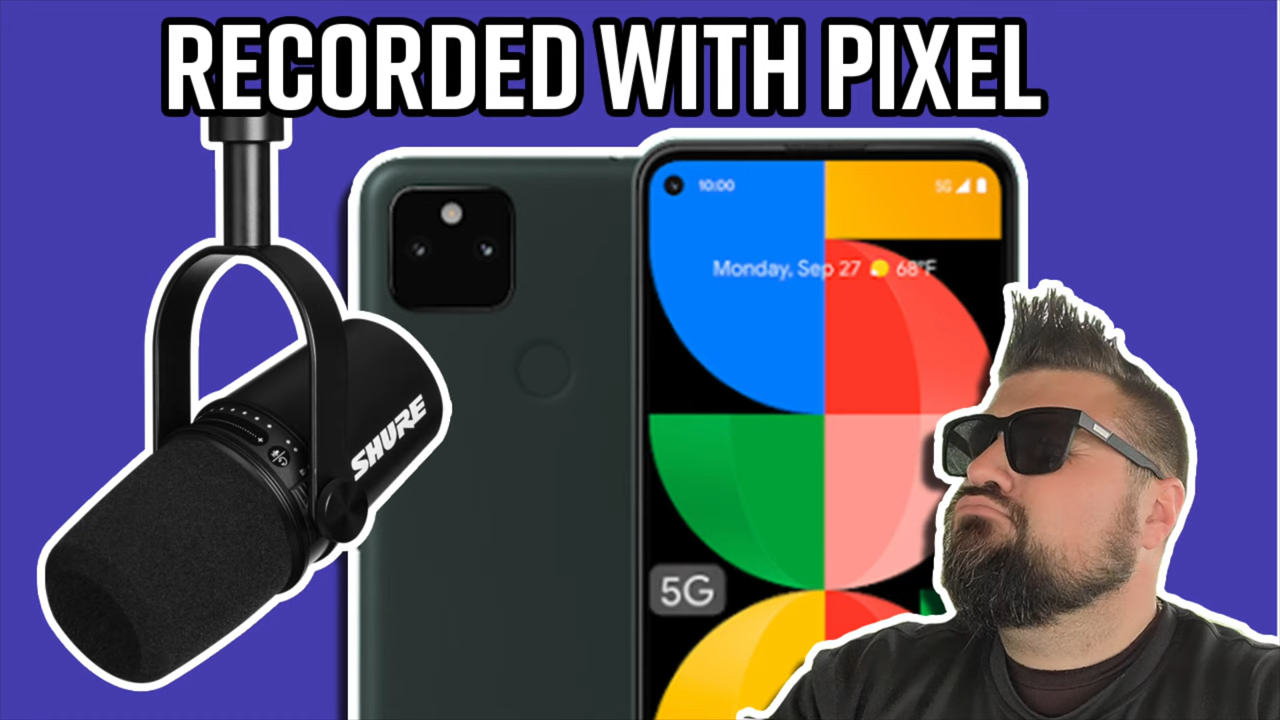 RECORDED WITH PIXEL
10:00
5G
Monday, Sep 27 68°F
SHURE
5G